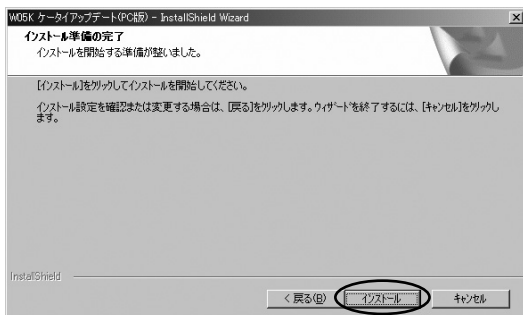 W05K ケータイアップデート(PC版) - InstallShield Wizard
インストール準備の完了
インストールを開始する準備が整いました。
[インストール]をクリックしてインストールを開始してください。
インストール設定を確認または変更する場合は、[戻る]をクリックします。ウィザードを終了するには、[キャンセル]をクリックし
ます。
InstallShield
< 戻る(B) インストール キャンセル